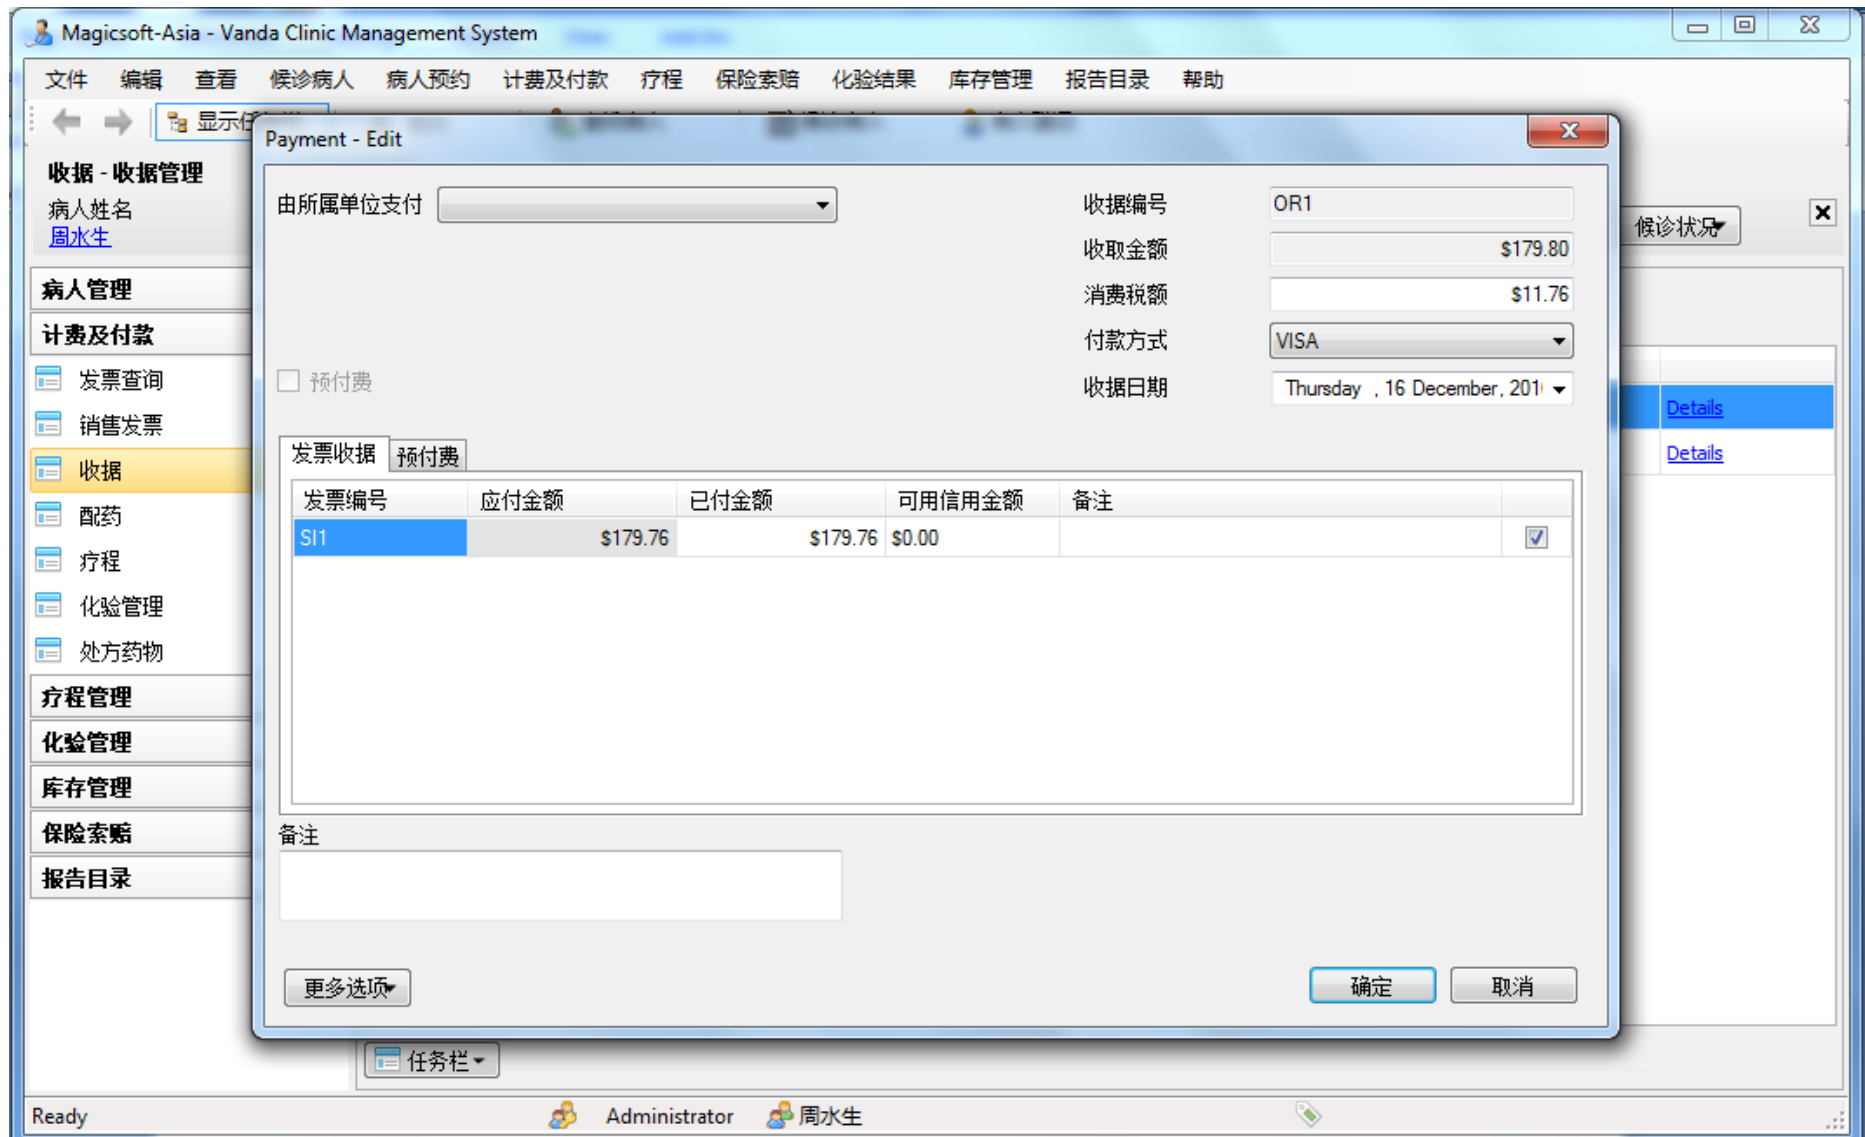 Magicsoft-Asia - Vanda Clinic Management System
文件 编辑 查看 候诊病人 病人预约 计费及付款 疗程 保险索赔 化验结果 库存管理 报告目录 帮助
显示任
Payment - Edit
收据 - 收据管理
病人姓名
周水生
候诊状况
由所属单位支付
收据编号 OR1
收取金额 $179.80
消费税额 $11.76
付款方式 VISA
预付费
收据日期 Thursday , 16 December, 201
病人管理
计费及付款
发票查询
销售发票
收据
配药
疗程
化验管理
处方药物
疗程管理
化验管理
库存管理
保险索赔
报告目录
Details
Details
发票收据 预付费
发票编号 应付金额 已付金额 可用信用金额 备注
SI1 $179.76 $179.76 $0.00
备注
更多选项
确定 取消
任务栏
Ready Administrator 周水生